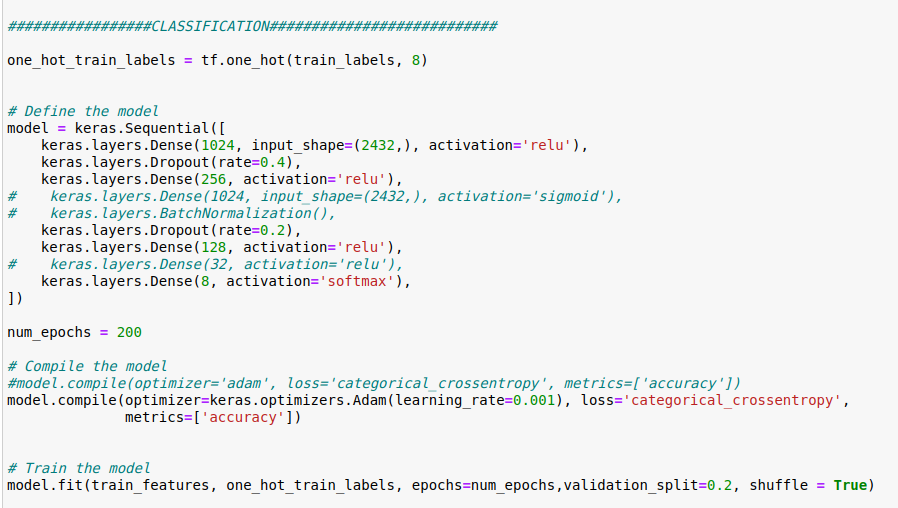 #################CLASSIFICATION###########################
one_hot_train_labels = tf.one_hot(train_labels, 8)
# Define the model
model = keras.Sequential([
    keras.layers.Dense(1024, input_shape=(2432,), activation='relu'),
    keras.layers.Dropout(rate=0.4),
    keras.layers.Dense(256, activation='relu'),
#    keras.layers.Dense(1024, input_shape=(2432,), activation='sigmoid'),
#    keras.layers.BatchNormalization(),
    keras.layers.Dropout(rate=0.2),
    keras.layers.Dense(128, activation='relu'),
#    keras.layers.Dense(32, activation='relu'),
    keras.layers.Dense(8, activation='softmax'),
])
num_epochs = 200
# Compile the model
#model.compile(optimizer='adam', loss='categorical_crossentropy', metrics=['accuracy'])
model.compile(optimizer=keras.optimizers.Adam(learning_rate=0.001), loss='categorical_crossentropy',
              metrics=['accuracy'])
# Train the model
model.fit(train_features, one_hot_train_labels, epochs=num_epochs,validation_split=0.2, shuffle = True)